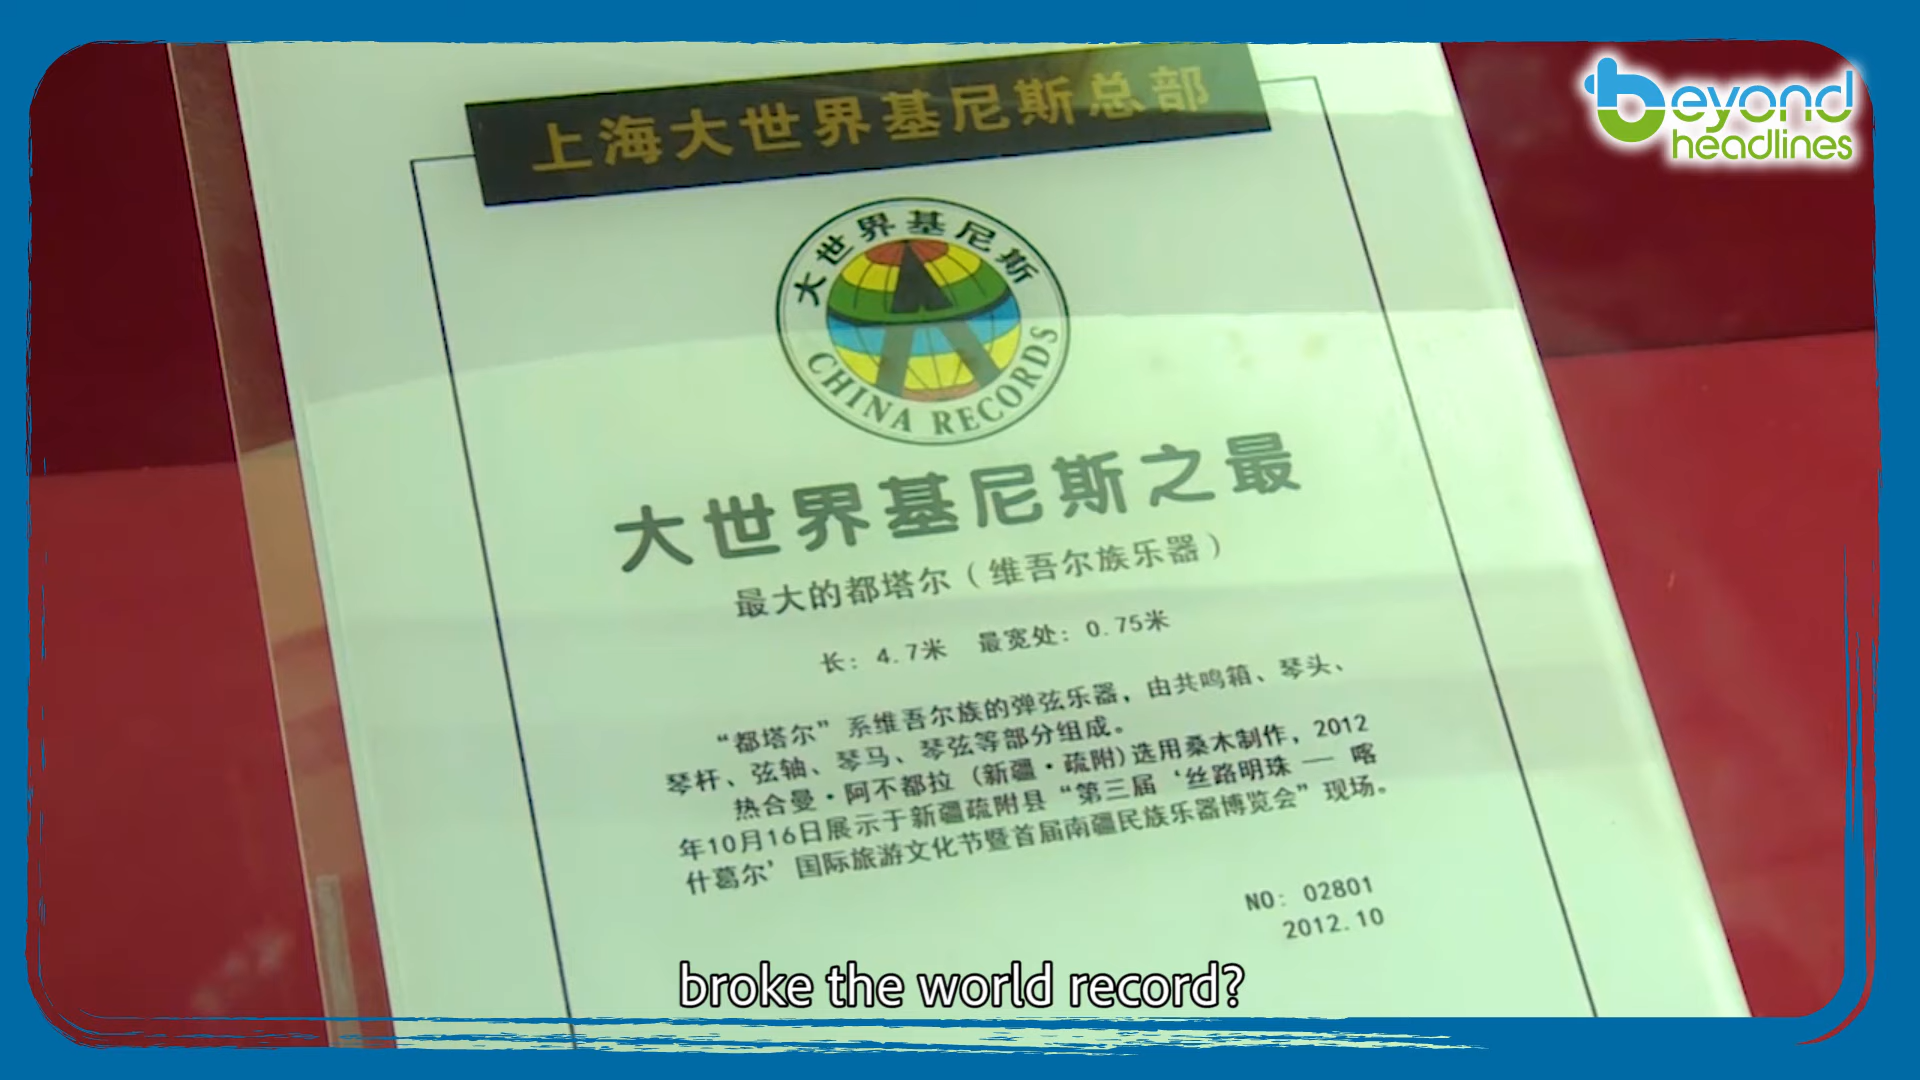 beyond
headlines
上海大世界基尼斯总部
大世界基尼斯
CHINA RECORDS
大世界基尼斯之最
最大的都塔尔（维吾尔族乐器）
长：4.7米 最宽处：0.75米
“都塔尔”系维吾尔族的弹弦乐器，由共鸣箱、琴头、
琴杆、弦轴、琴马、琴弦等部分组成。
热合曼·阿不都拉（新疆·疏附）选用桑木制作，2012
年10月16日展示于新疆疏附县“第三届‘丝路明珠 — 喀
什葛尔’国际旅游文化节暨首届南疆民族乐器博览会”现场。
NO：02801
2012.10
broke the world record?